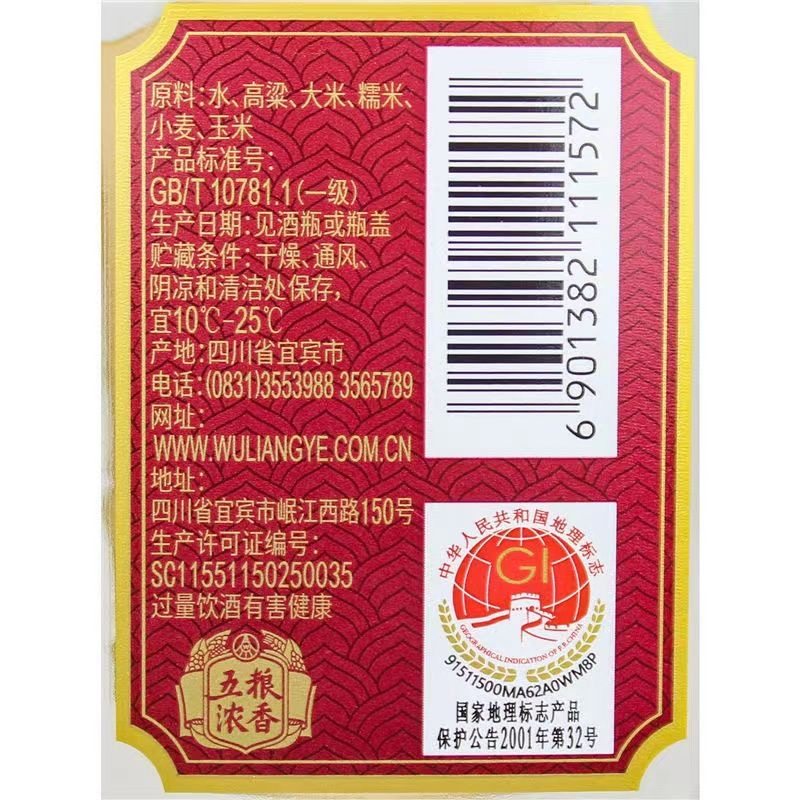 原料:水、高粱、大米、糯米、
小麦、玉米
产品标准号:
GB/T 10781.1(一级)
生产日期:见酒瓶或瓶盖
贮藏条件:干燥、通风、
阴凉和清洁处保存，
宜10℃-25℃
产地:四川省宜宾市
电话:(0831)3553988 3565789
网址:
WWW.WULIANGYE.COM.CN
地址:
四川省宜宾市岷江西路150号
生产许可证编号:
SC11551150250035
过量饮酒有害健康
五粮
浓香
6901382111572
中华人民共和国地理标志
GI
GEOGRAPHICAL INDICATION OF P.R.CHINA
91511500MA62A0WM8P
国家地理标志产品
保护公告2001年第32号